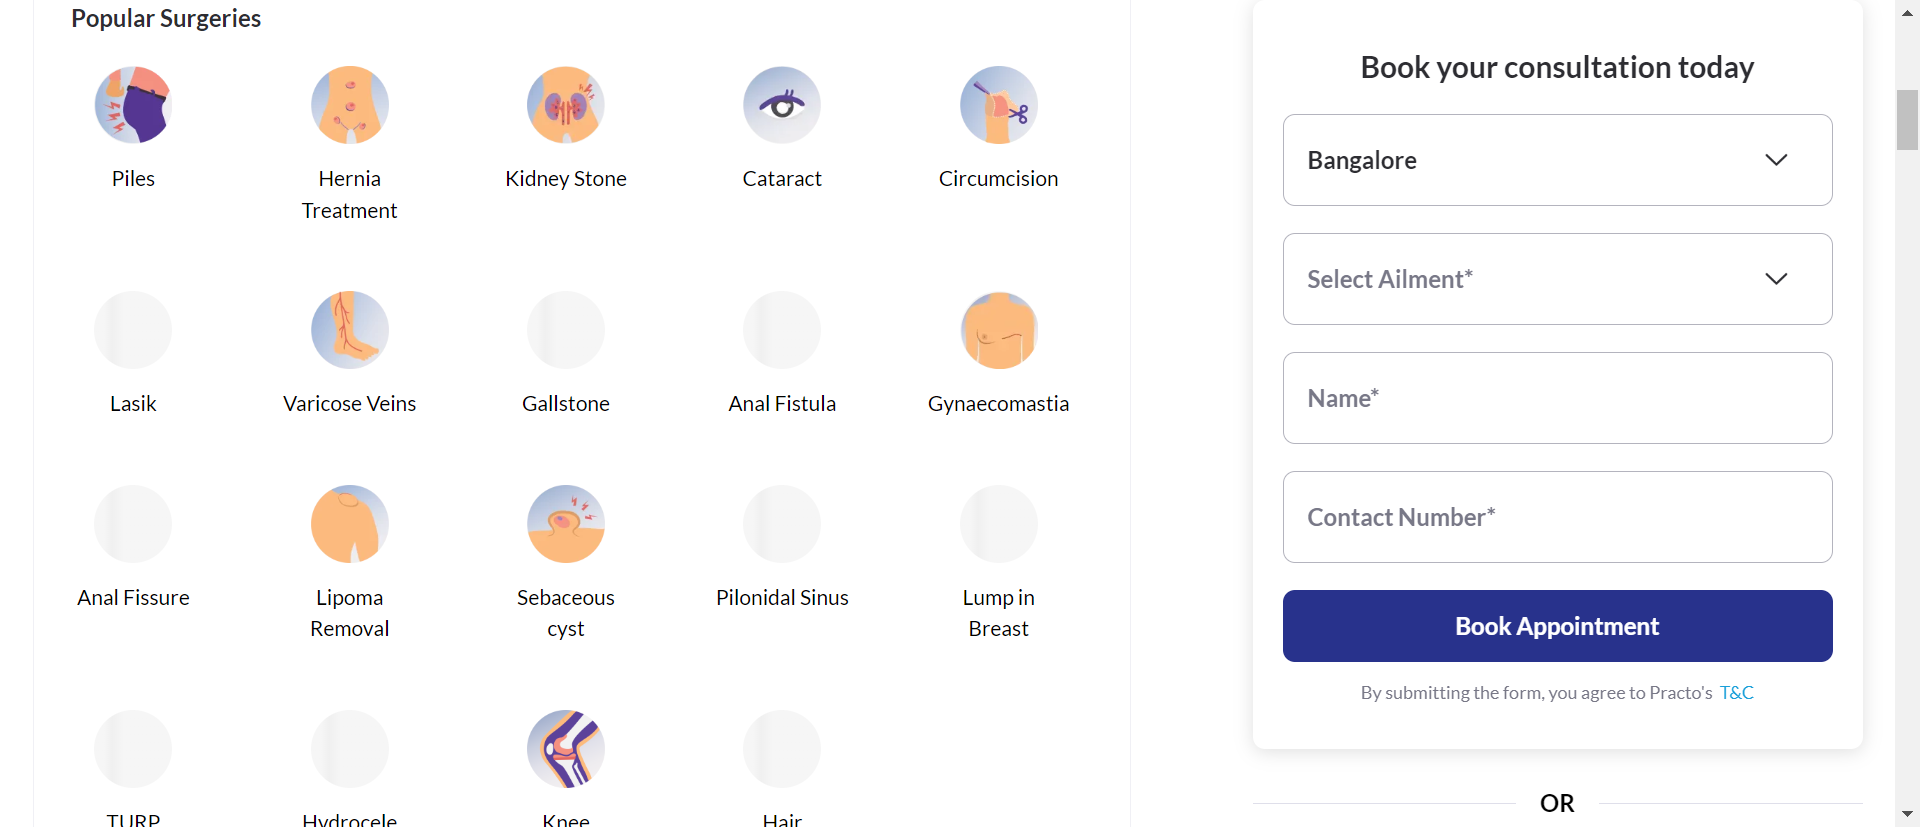 Popular Surgeries
Piles
Hernia
Treatment
Kidney Stone
Cataract
Circumcision
Lasik
Varicose Veins
Gallstone
Anal Fistula
Gynaecomastia
Anal Fissure
Lipoma
Removal
Sebaceous
cyst
Pilonidal Sinus
Lump in
Breast
TURP
Hydrocele
Knee
Hair
Book your consultation today
Bangalore
Select Ailment*
Name*
Contact Number*
Book Appointment
By submitting the form, you agree to Practo's T&C
OR